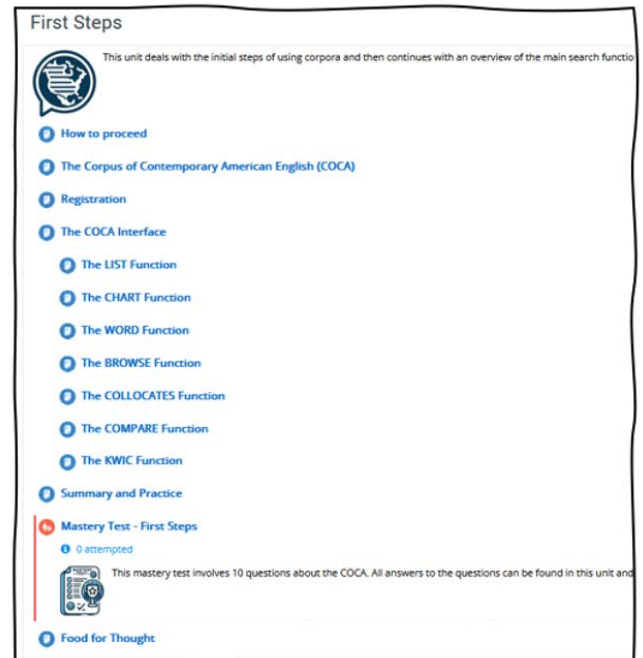 First Steps
This unit deals with the initial steps of using corpora and then continues with an overview of the main search functio
How to proceed
The Corpus of Contemporary American English (COCA)
Registration
The COCA Interface
The LIST Function
The CHART Function
The WORD Function
The BROWSE Function
The COLLOCATES Function
The COMPARE Function
The KWIC Function
Summary and Practice
Mastery Test - First Steps
0 attempted
This mastery test involves 10 questions about the COCA. All answers to the questions can be found in this unit and
Food for Thought